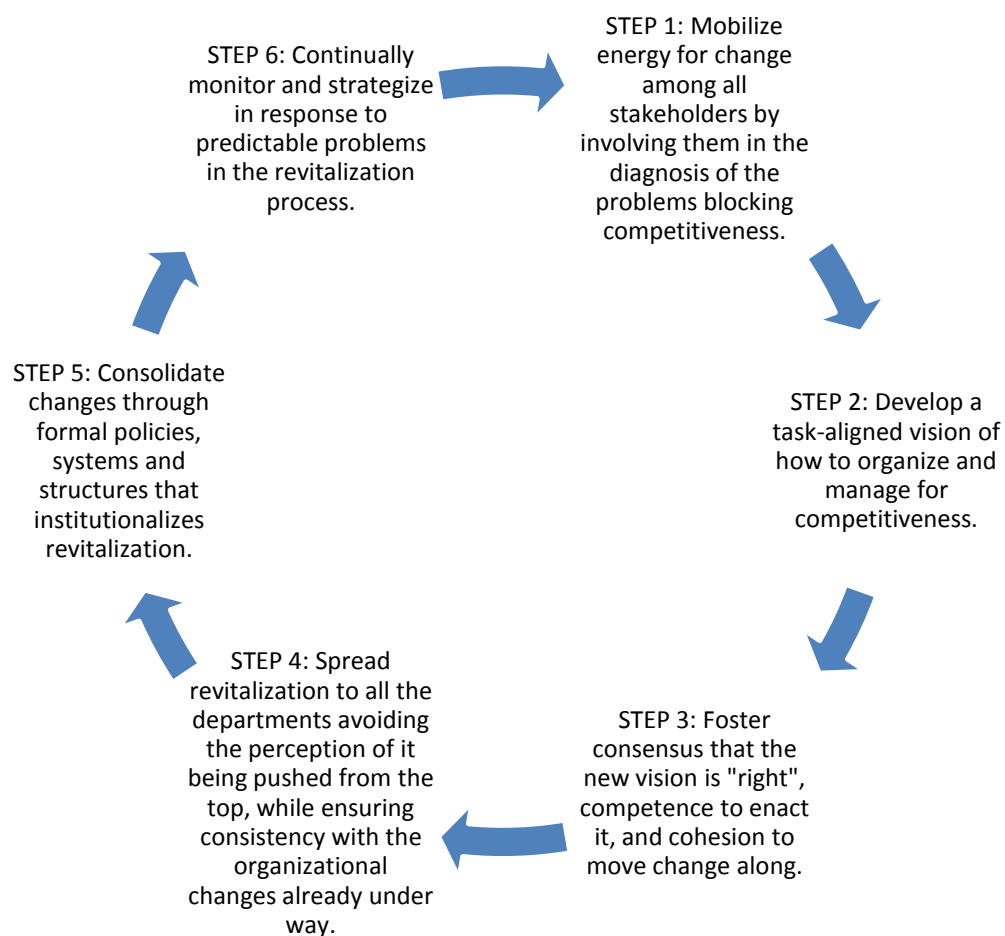 STEP 1: Mobilize
energy for change
among all
stakeholders by
involving them in the
diagnosis of the
problems blocking
competitiveness.
STEP 2: Develop a
task-aligned vision of
how to organize and
manage for
competitiveness.
STEP 3: Foster
consensus that the
new vision is "right",
competence to enact
it, and cohesion to
move change along.
STEP 4: Spread
revitalization to all the
departments avoiding
the perception of it
being pushed from the
top, while ensuring
consistency with the
organizational
changes already under
way.
STEP 5: Consolidate
changes through
formal policies,
systems and
structures that
institutionalizes
revitalization.
STEP 6: Continually
monitor and strategize
in response to
predictable problems
in the revitalization
process.